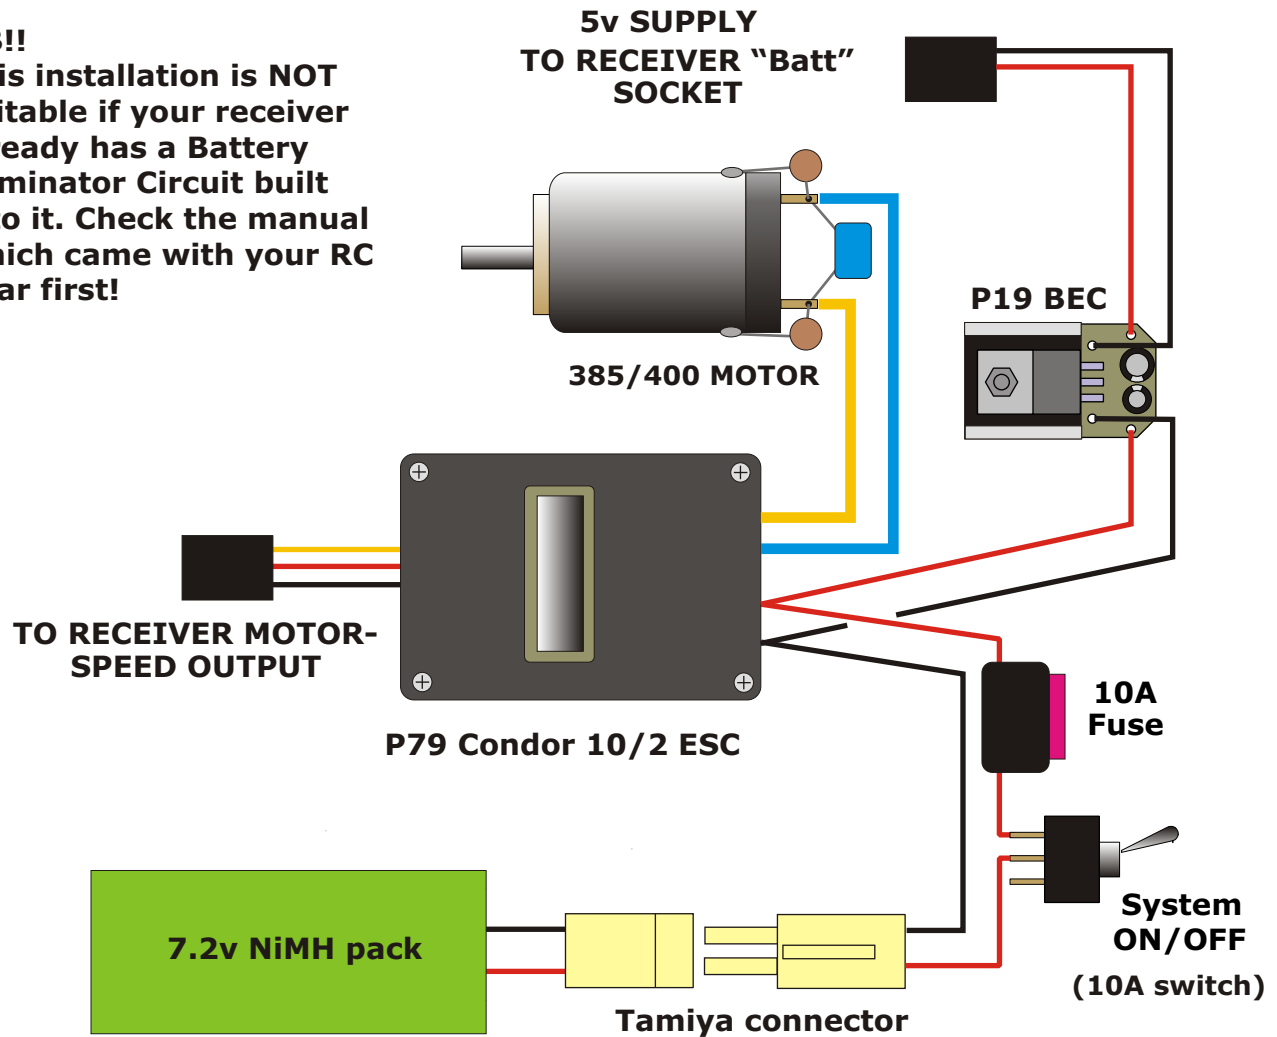 !!
is installation is NOT
itable if your receiver
ready has a Battery
minator Circuit built
to it. Check the manual
hich came with your RC
ar first!
5v SUPPLY
TO RECEIVER “Batt”
SOCKET
385/400 MOTOR
P19 BEC
TO RECEIVER MOTOR-
SPEED OUTPUT
P79 Condor 10/2 ESC
10A
Fuse
System
ON/OFF
(10A switch)
7.2v NiMH pack
Tamiya connector